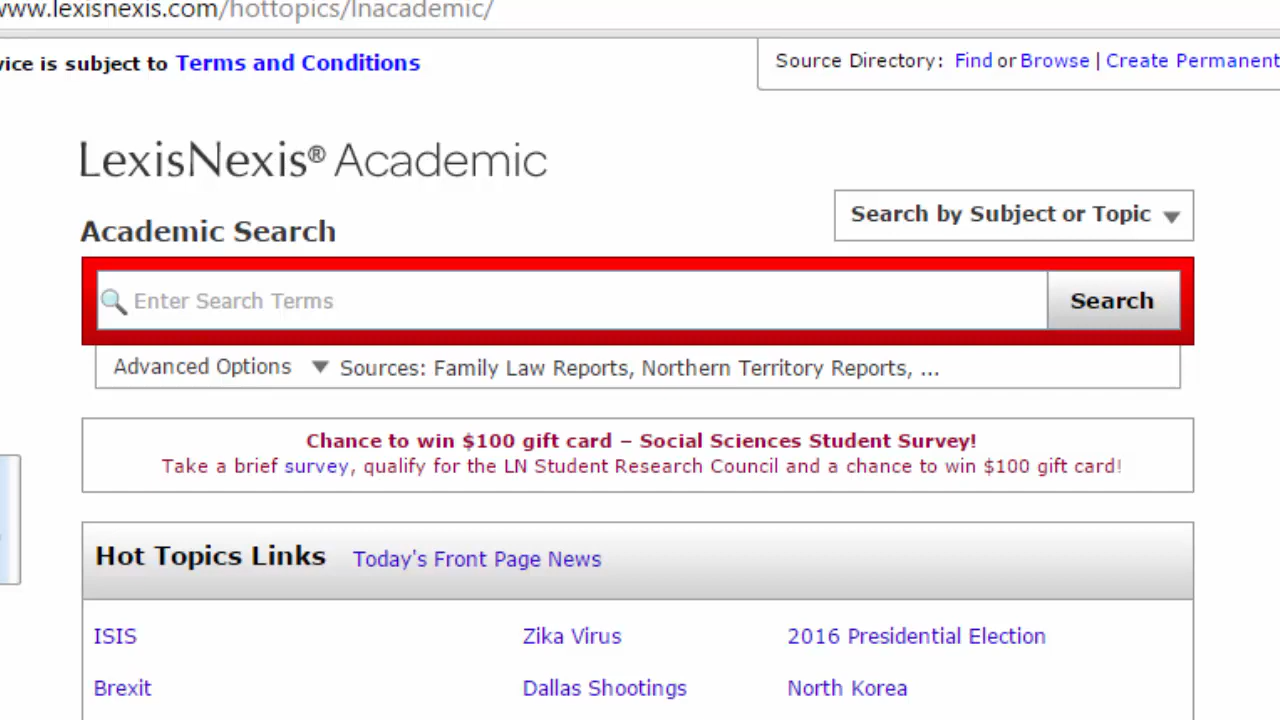 www.lexisnexis.com/hottopics/lnacademic/
vice is subject to Terms and Conditions
Source Directory: Find or Browse | Create Permanent
LexisNexis® Academic
Search by Subject or Topic
Academic Search
Enter Search Terms
Search
Advanced Options Sources: Family Law Reports, Northern Territory Reports, ...
Chance to win $100 gift card – Social Sciences Student Survey!
Take a brief survey, qualify for the LN Student Research Council and a chance to win $100 gift card!
Hot Topics Links Today's Front Page News
ISIS Zika Virus 2016 Presidential Election
Brexit Dallas Shootings North Korea